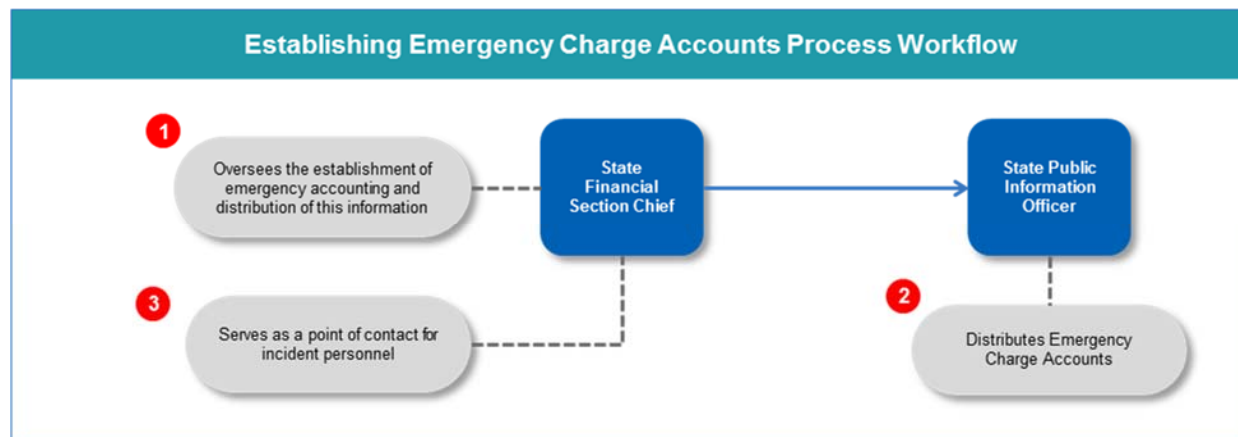 Establishing Emergency Charge Accounts Process Workflow
1
Oversees the establishment of
emergency accounting and
distribution of this information
State
Financial
Section Chief
State Public
Information
Officer
3
Serves as a point of contact for
incident personnel
2
Distributes Emergency
Charge Accounts